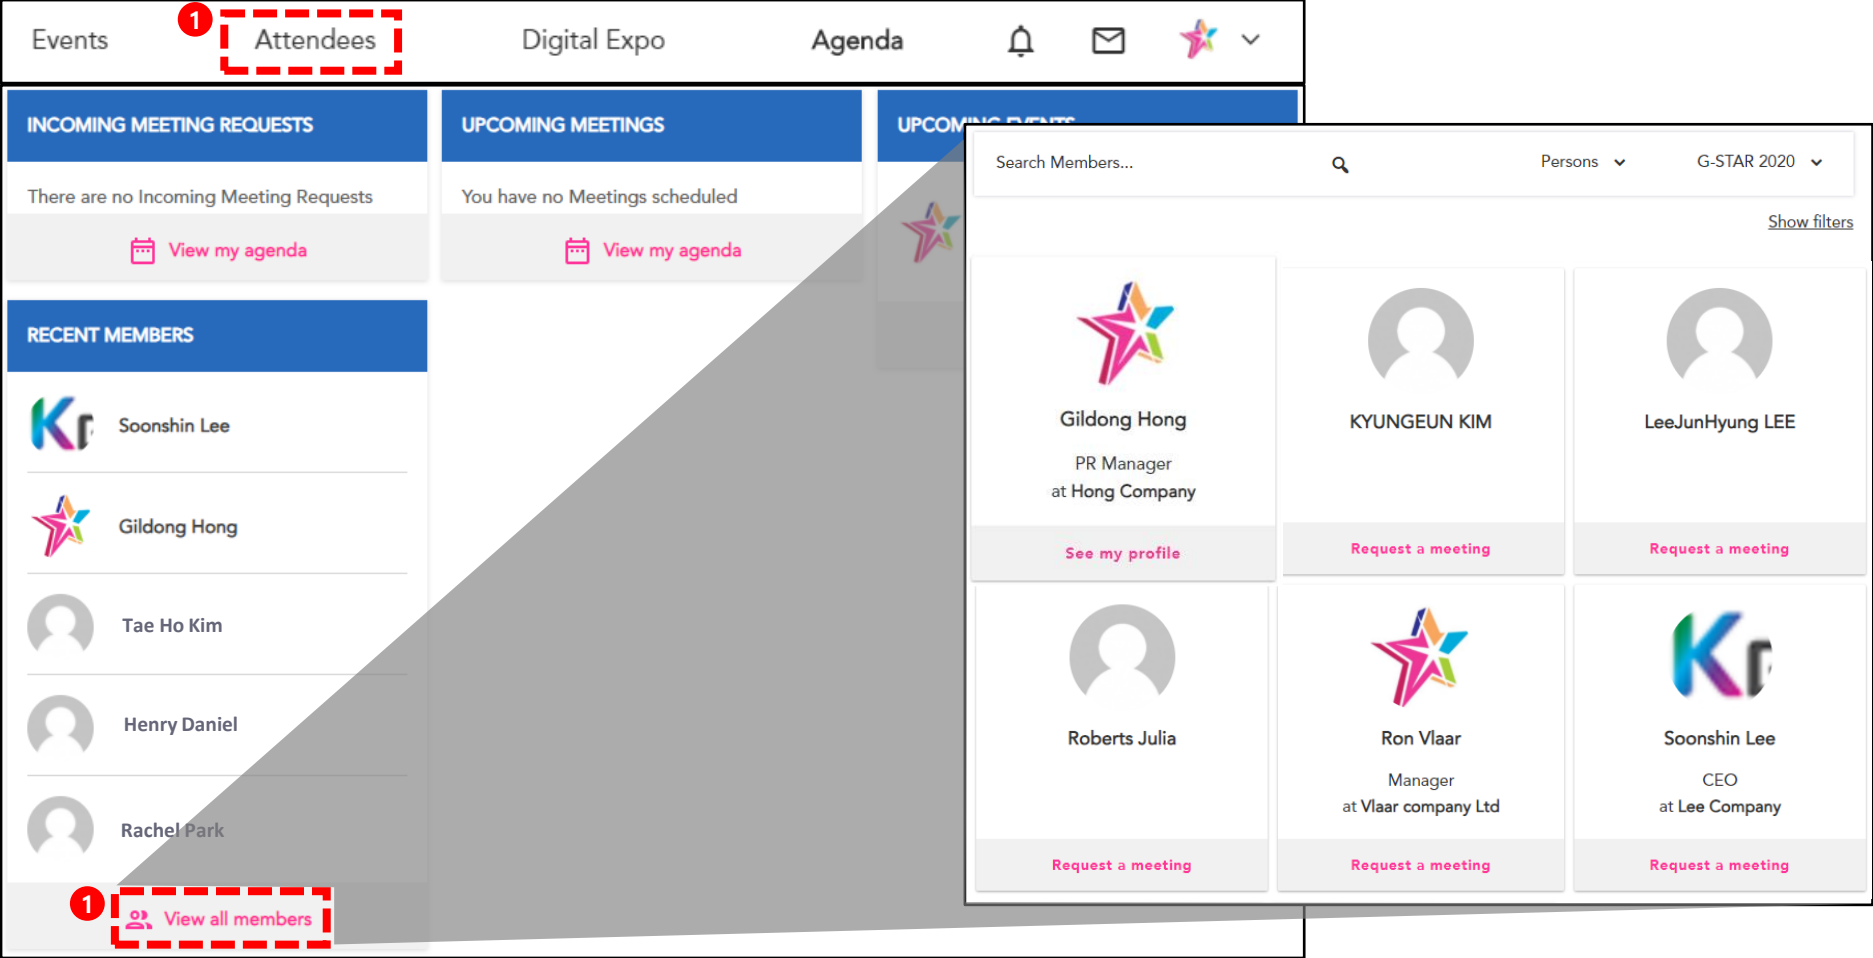 Events
1
Attendees
Digital Expo
Agenda
INCOMING MEETING REQUESTS
There are no Incoming Meeting Requests
View my agenda
UPCOMING MEETINGS
You have no Meetings scheduled
View my agenda
UPCOMING EVENTS
RECENT MEMBERS
Soonshin Lee
Gildong Hong
Tae Ho Kim
Henry Daniel
Rachel Park
1
View all members
Search Members...
Persons
G-STAR 2020
Show filters
Gildong Hong
PR Manager
at Hong Company
See my profile
KYUNGEUN KIM
Request a meeting
LeeJunHyung LEE
Request a meeting
Roberts Julia
Request a meeting
Ron Vlaar
Manager
at Vlaar company Ltd
Request a meeting
Soonshin Lee
CEO
at Lee Company
Request a meeting